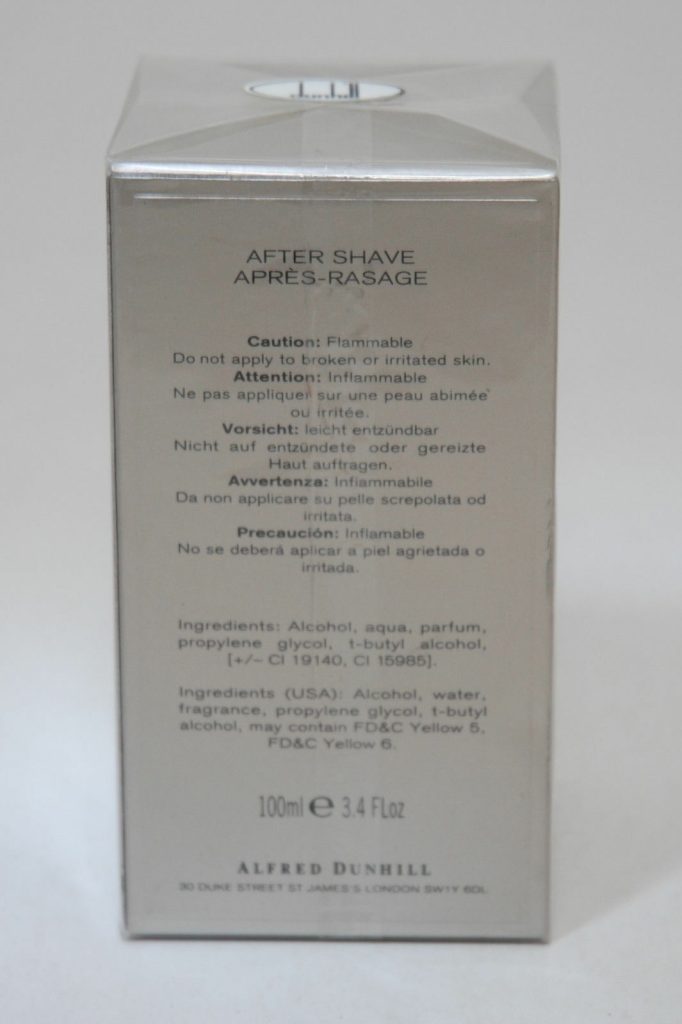 dunhill
AFTER SHAVE
APRÈS-RASAGE
Caution: Flammable
Do not apply to broken or irritated skin.
Attention: Inflammable
Ne pas appliquer sur une peau abimée
ou irritée.
Vorsicht: leicht entzündbar
Nicht auf entzündete oder gereizte
Haut auftragen.
Avvertenza: Infiammabile
Da non applicare su pelle screpolata od
irritata.
Precaución: Inflamable
No se deberá aplicar a piel agrietada o
irritada.
Ingredients: Alcohol, aqua, parfum,
propylene glycol, t-butyl alcohol,
[+/- CI 19140, CI 15985].
Ingredients (USA): Alcohol, water,
fragrance, propylene glycol, t-butyl
alcohol, may contain FD&C Yellow 5,
FD&C Yellow 6.
100ml e 3.4 FLoz
ALFRED DUNHILL
30 DUKE STREET ST JAMES'S LONDON SW1Y 6DL